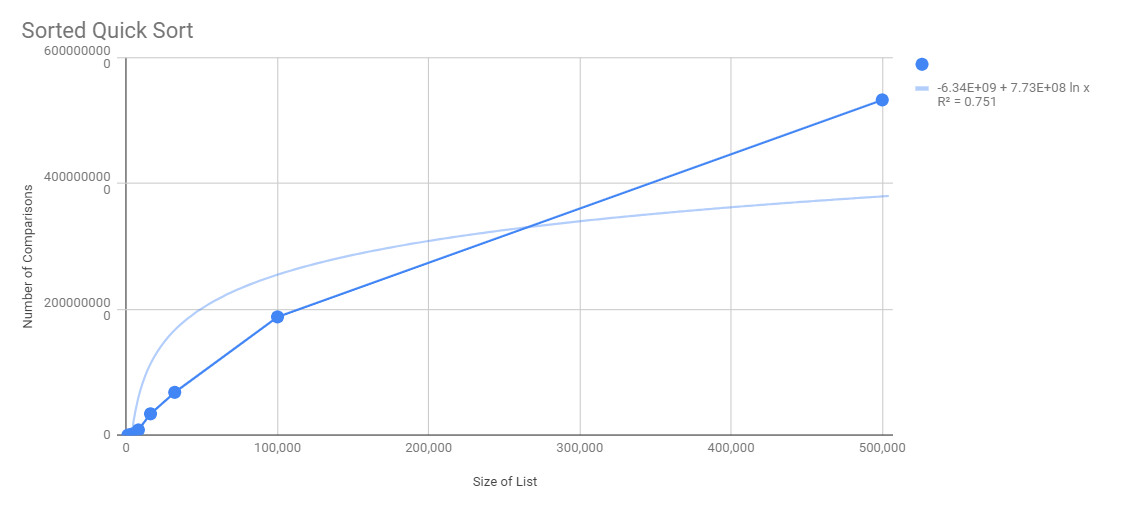 Sorted Quick Sort
600000000
0
400000000
0
200000000
0
0
Number of Comparisons
0
100,000
200,000
300,000
400,000
500,000
Size of List
-6.34E+09 + 7.73E+08 ln x
R² = 0.751